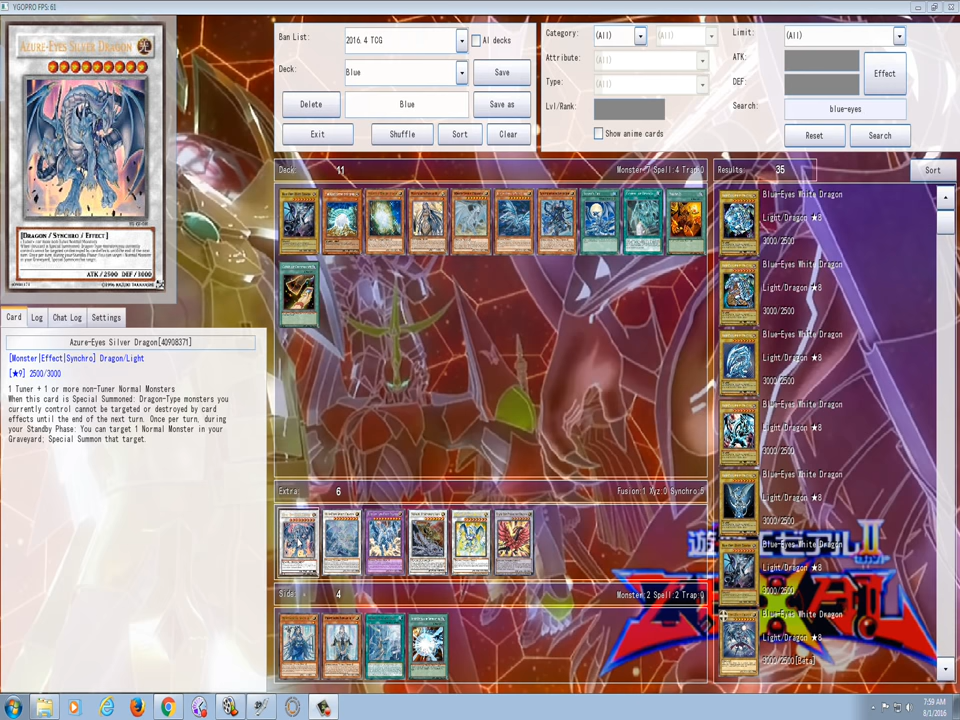 YGOPRO FPS: 61
AZURE-EYES SILVER DRAGON
[DRAGON / SYNCHRO / EFFECT]
ATK/2500 DEF/3000
Card
Log
Chat Log
Settings
Azure-Eyes Silver Dragon[40908371]
[Monster|Effect|Synchro] Dragon/Light
[★9] 2500/3000
1 Tuner + 1 or more non-Tuner Normal Monsters
When this card is Special Summoned: Dragon-Type monsters you
currently control cannot be targeted or destroyed by card
effects until the end of the next turn. Once per turn, during
your Standby Phase: You can target 1 Normal Monster in your
Graveyard; Special Summon that target.
Ban List:
2016.4 TCG
AI decks
Deck:
Blue
Save
Delete
Blue
Save as
Exit
Shuffle
Sort
Clear
Category:
(All)
(All)
Limit:
(All)
Attribute:
(All)
ATK:
Type:
(All)
DEF:
Effect
Lvl/Rank:
Search:
blue-eyes
Show anime cards
Reset
Search
Deck: 11
Monster:7 Spell:4 Trap:0
Results: 35
Sort
Blue-Eyes White Dragon
Light/Dragon ★8
3000/2500
Blue-Eyes White Dragon
Light/Dragon ★8
3000/2500
Blue-Eyes White Dragon
Light/Dragon ★8
3000/2500
Blue-Eyes White Dragon
Light/Dragon ★8
3000/2500
Blue-Eyes White Dragon
Light/Dragon ★8
3000/2500
Blue-Eyes White Dragon
Light/Dragon ★8
3000/2500
Blue-Eyes White Dragon
Light/Dragon ★8
3000/2500[Beta]
Extra: 6
Fusion:1 Xyz:0 Synchro:5
Side: 4
Monster:2 Spell:2 Trap:0
7:59 AM
8/1/2016